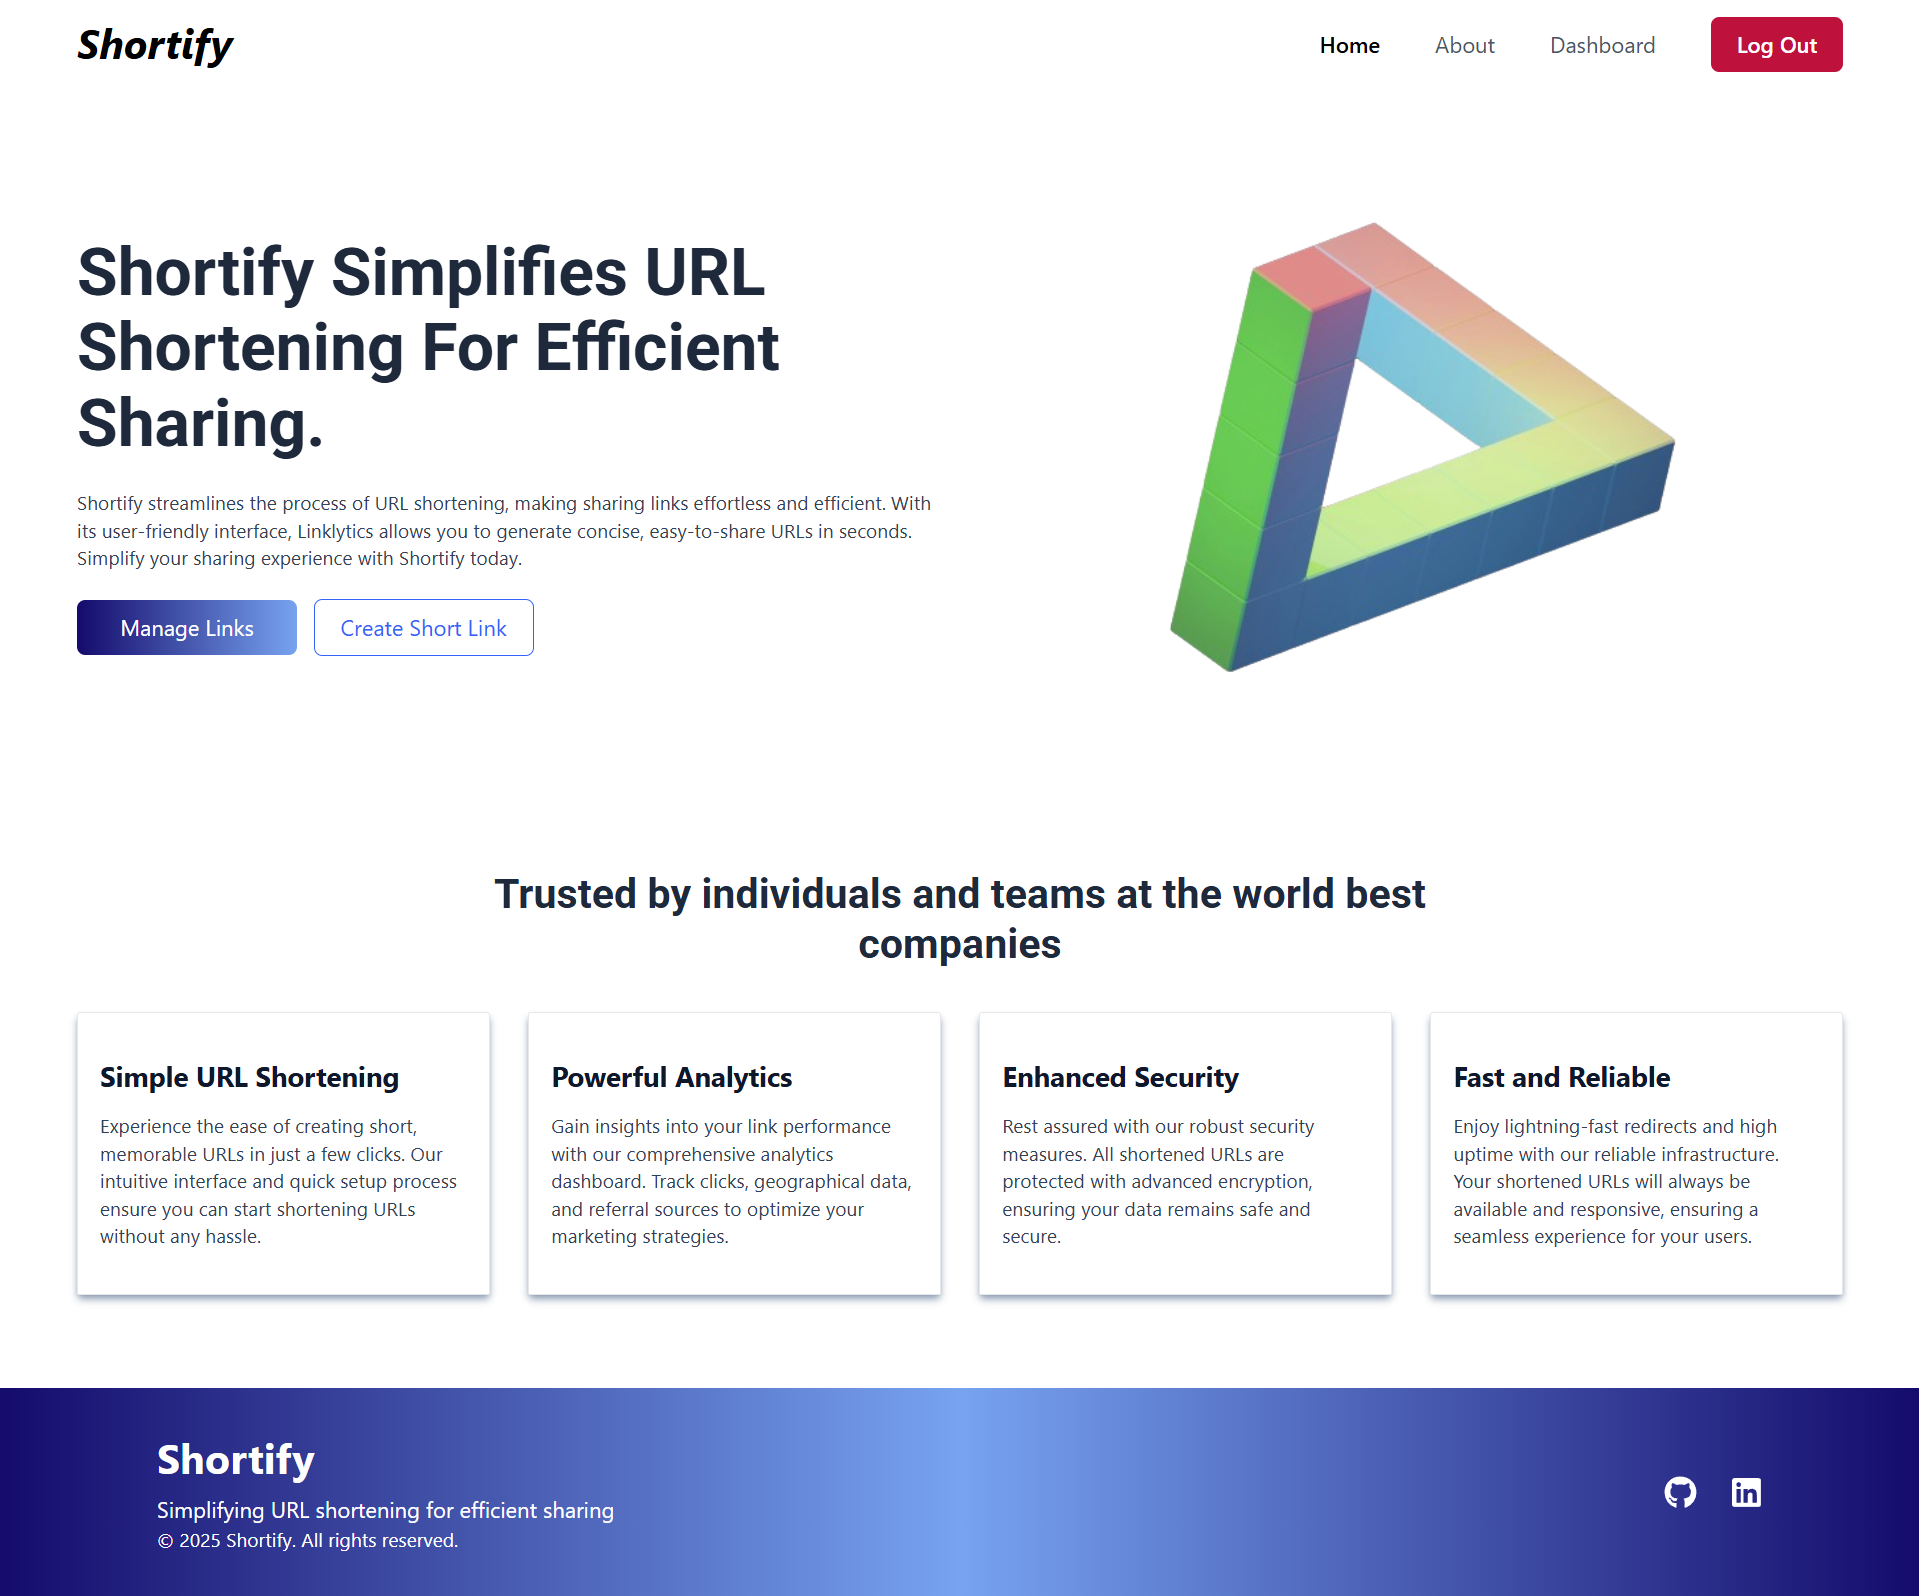 Shortify
Home
About
Dashboard
Log Out
Shortify Simplifies URL
Shortening For Efficient
Sharing.
Shortify streamlines the process of URL shortening, making sharing links effortless and efficient. With
its user-friendly interface, Linklytics allows you to generate concise, easy-to-share URLs in seconds.
Simplify your sharing experience with Shortify today.
Manage Links
Create Short Link
Trusted by individuals and teams at the world best
companies
Simple URL Shortening
Experience the ease of creating short,
memorable URLs in just a few clicks. Our
intuitive interface and quick setup process
ensure you can start shortening URLs
without any hassle.
Powerful Analytics
Gain insights into your link performance
with our comprehensive analytics
dashboard. Track clicks, geographical data,
and referral sources to optimize your
marketing strategies.
Enhanced Security
Rest assured with our robust security
measures. All shortened URLs are
protected with advanced encryption,
ensuring your data remains safe and
secure.
Fast and Reliable
Enjoy lightning-fast redirects and high
uptime with our reliable infrastructure.
Your shortened URLs will always be
available and responsive, ensuring a
seamless experience for your users.
Shortify
Simplifying URL shortening for efficient sharing
© 2025 Shortify. All rights reserved.
in